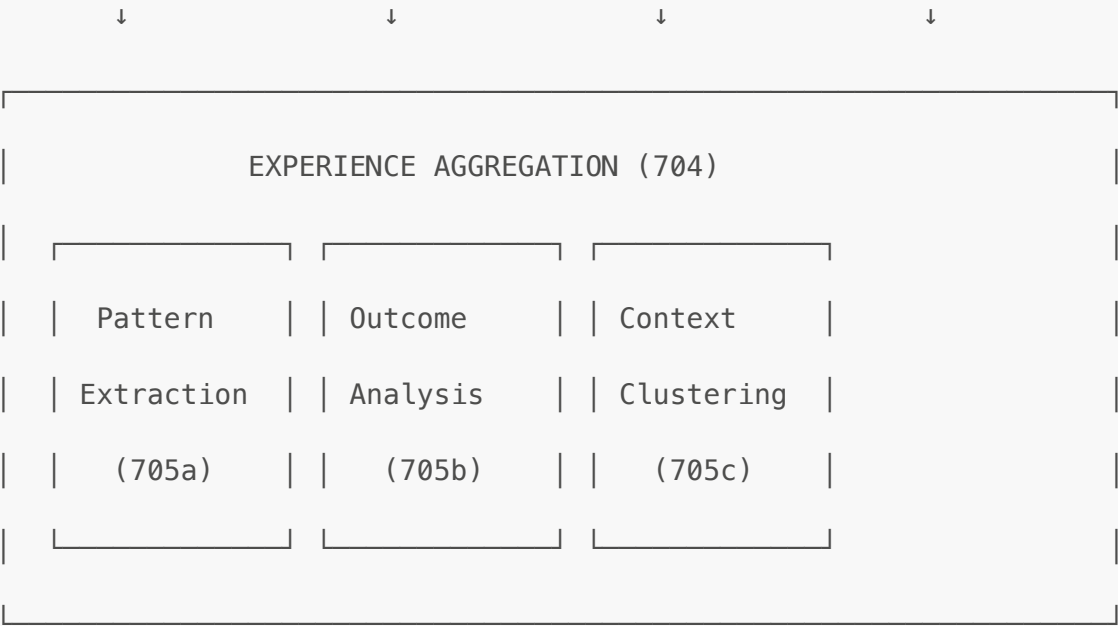 ↓ ↓ ↓ ↓
EXPERIENCE AGGREGATION (704)
Pattern Outcome Context
Extraction Analysis Clustering
(705a) (705b) (705c)